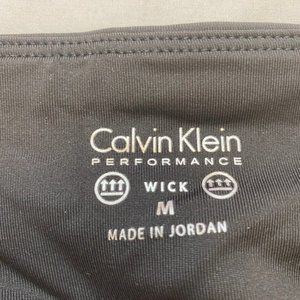 Calvin Klein
PERFORMANCE
WICK
M
MADE IN JORDAN